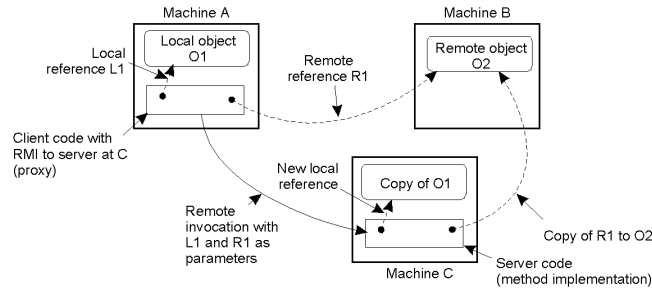 Machine A
Machine B
Local object
O1
Local
reference L1
Remote
reference R1
Remote object
O2
Client code with
RMI to server at C
(proxy)
New local
reference
Copy of O1
Remote
invocation with
L1 and R1 as
parameters
Copy of R1 to O2
Server code
(method implementation)
Machine C